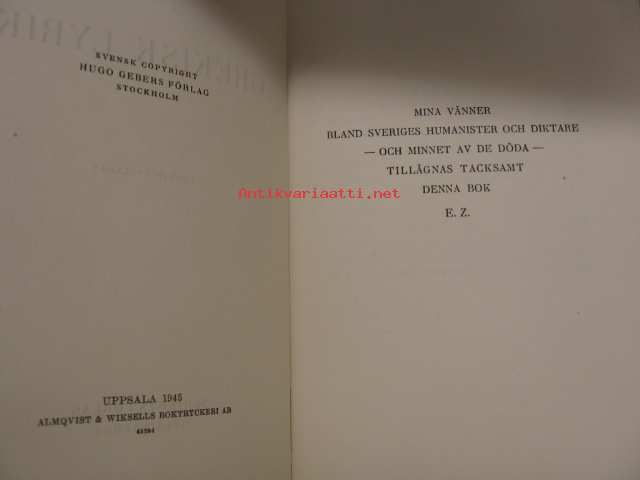 SVENSK COPYRIGHT
HUGO GEBERS FÖRLAG
STOCKHOLM
UPPSALA 1945
ALMQVIST & WIKSELLS BOKTRYCKERI AB
MINA VÄNNER
BLAND SVERIGES HUMANISTER OCH DIKTARE
— OCH MINNET AV DE DÖDA —
TILLÄGNAS TACKSAMT
DENNA BOK
E. Z.
Antikvariaatti.net